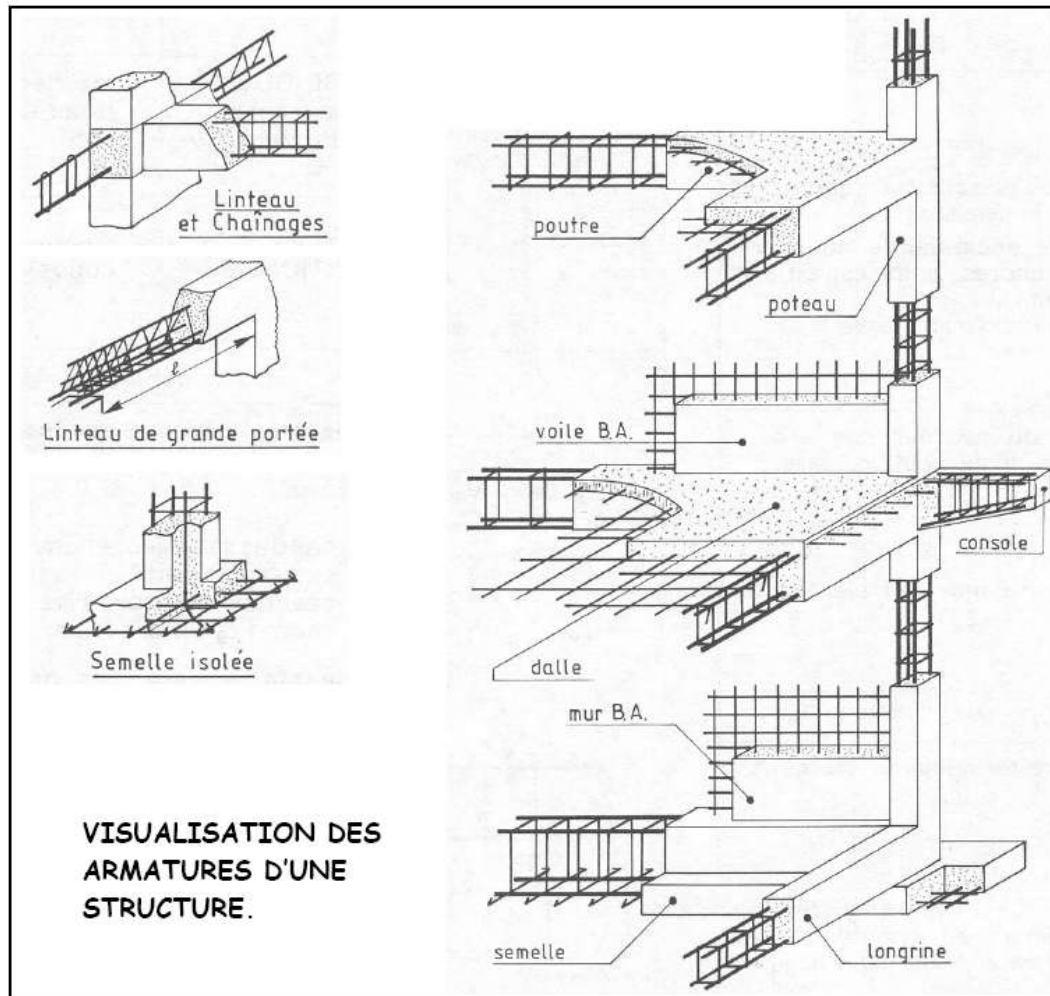 Linteau
et Chaînages
ℓ
Linteau de grande portée
Semelle isolée
VISUALISATION DES
ARMATURES D'UNE
STRUCTURE.
poutre
poteau
voile B.A.
console
dalle
mur B.A.
semelle
longrine